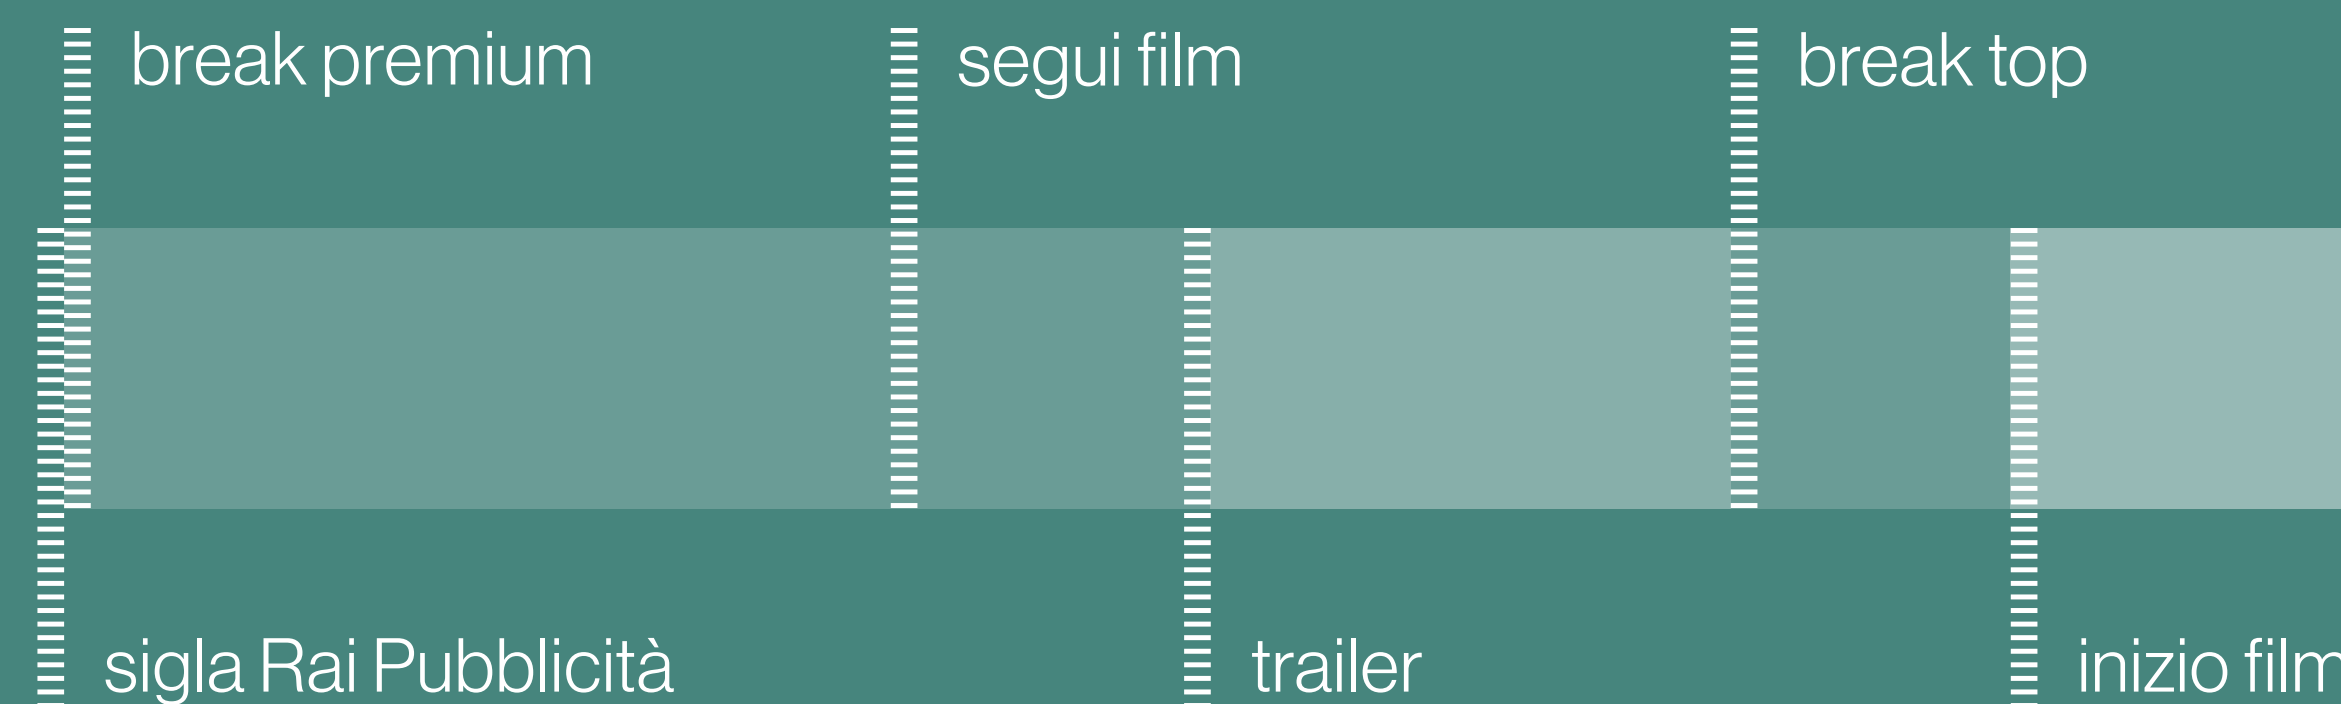 break premium
segui film
break top
sigla Rai Pubblicità
trailer
inizio film